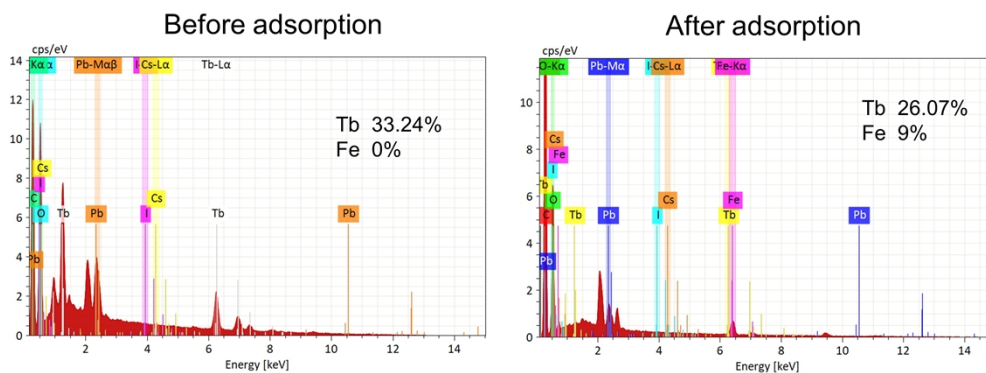 Before adsorption
cps/eV
Kα α Pb-Mαβ I- Cs-Lα Tb-Lα
14
12
10
8
6
4
2
0
Tb 33.24%
Fe 0%
Cs
I
C
O Tb Pb I Cs Tb Pb
Pb
2 4 6 8 10 12 14
Energy [keV]
After adsorption
cps/eV
O-Kα Pb-Mα I- Cs-Lα Fe-Kα
10
8
6
4
2
0
Tb 26.07%
Fe 9%
Cs
Fe
I
Tb
O
C
Tb Pb I Cs Fe Tb Pb
Pb
2 4 6 8 10 12 14
Energy [keV]